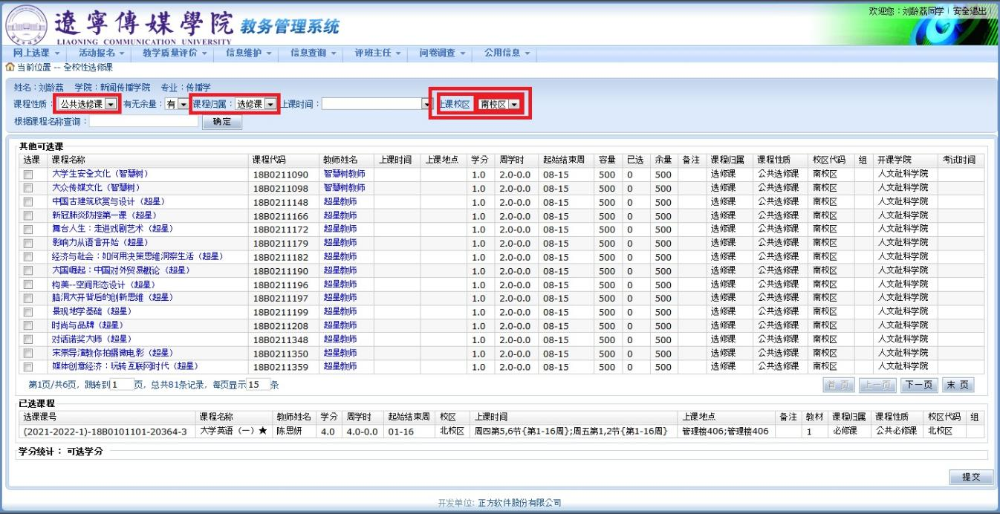 欢迎您：刘龄荔同学 安全退出
遼寧傳媒學院 教务管理系统
LIAONING COMMUNICATION UNIVERSITY
网上选课 活动报名 教学质量评价 信息维护 信息查询 评班主任 问卷调查 公用信息
当前位置 -- 全校性选修课
姓名：刘龄荔 学院：新闻传播学院 专业：传播学
课程性质：公共选修课 有无余量：有 课程归属：选修课 上课时间： 上课校区 南校区
根据课程名称查询： 确定
其他可选课
选课 课程名称 课程代码 教师姓名 上课时间 上课地点 学分 周学时 起始结束周 容量 已选 余量 备注 课程归属 课程性质 校区代码 组 开课学院 考试时间
大学生安全文化（智慧树） 18B0211090 智慧树教师 1.0 2.0-0.0 08-15 500 0 500 选修课 公共选修课 南校区 人文社科学院
大众传媒文化（智慧树） 18B0211098 智慧树教师 1.0 2.0-0.0 08-15 500 0 500 选修课 公共选修课 南校区 人文社科学院
中国古建筑欣赏与设计（超星） 18B0211148 超星教师 1.0 2.0-0.0 08-15 500 0 500 选修课 公共选修课 南校区 人文社科学院
新冠肺炎防控第一课（超星） 18B0211166 超星教师 1.0 2.0-0.0 08-15 500 0 500 选修课 公共选修课 南校区 人文社科学院
舞台人生：走进戏剧艺术（超星） 18B0211172 超星教师 1.0 2.0-0.0 08-15 500 0 500 选修课 公共选修课 南校区 人文社科学院
影响力从语言开始（超星） 18B0211179 超星教师 1.0 2.0-0.0 08-15 500 0 500 选修课 公共选修课 南校区 人文社科学院
经济与社会：如何用决策思维洞察生活（超星） 18B0211182 超星教师 1.0 2.0-0.0 08-15 500 0 500 选修课 公共选修课 南校区 人文社科学院
大国崛起：中国对外贸易概论（超星） 18B0211190 超星教师 1.0 2.0-0.0 08-15 500 0 500 选修课 公共选修课 南校区 人文社科学院
构美--空间形态设计（超星） 18B0211196 超星教师 1.0 2.0-0.0 08-15 500 0 500 选修课 公共选修课 南校区 人文社科学院
脑洞大开背后的创新思维（超星） 18B0211197 超星教师 1.0 2.0-0.0 08-15 500 0 500 选修课 公共选修课 南校区 人文社科学院
景观地学基础（超星） 18B0211199 超星教师 1.0 2.0-0.0 08-15 500 0 500 选修课 公共选修课 南校区 人文社科学院
时尚与品牌（超星） 18B0211208 超星教师 1.0 2.0-0.0 08-15 500 0 500 选修课 公共选修课 南校区 人文社科学院
对话诺奖大师（超星） 18B0211348 超星教师 1.0 2.0-0.0 08-15 500 0 500 选修课 公共选修课 南校区 人文社科学院
宋崇导演教你拍摄微电影（超星） 18B0211350 超星教师 1.0 2.0-0.0 08-15 500 0 500 选修课 公共选修课 南校区 人文社科学院
媒体创意经济：玩转互联网时代（超星） 18B0211359 超星教师 1.0 2.0-0.0 08-15 500 0 500 选修课 公共选修课 南校区 人文社科学院
第1页/共6页，跳转到1页，总共81条记录，每页显示15条 首 页 上一页 下一页 末 页
已选课程
选课课号 课程名称 教师姓名 学分 周学时 起始结束周 校区 上课时间 上课地点 备注 教材 课程归属 课程性质 校区代码 组
(2021-2022-1)-18B0101101-20364-3 大学英语（一）★ 陈思妍 4.0 4.0-0.0 01-16 北校区 周四第5,6节{第1-16周};周五第1,2节{第1-16周} 管理楼406;管理楼406 1 必修课 公共必修课 北校区
学分统计： 可选学分
提交
开发单位: 正方软件股份有限公司